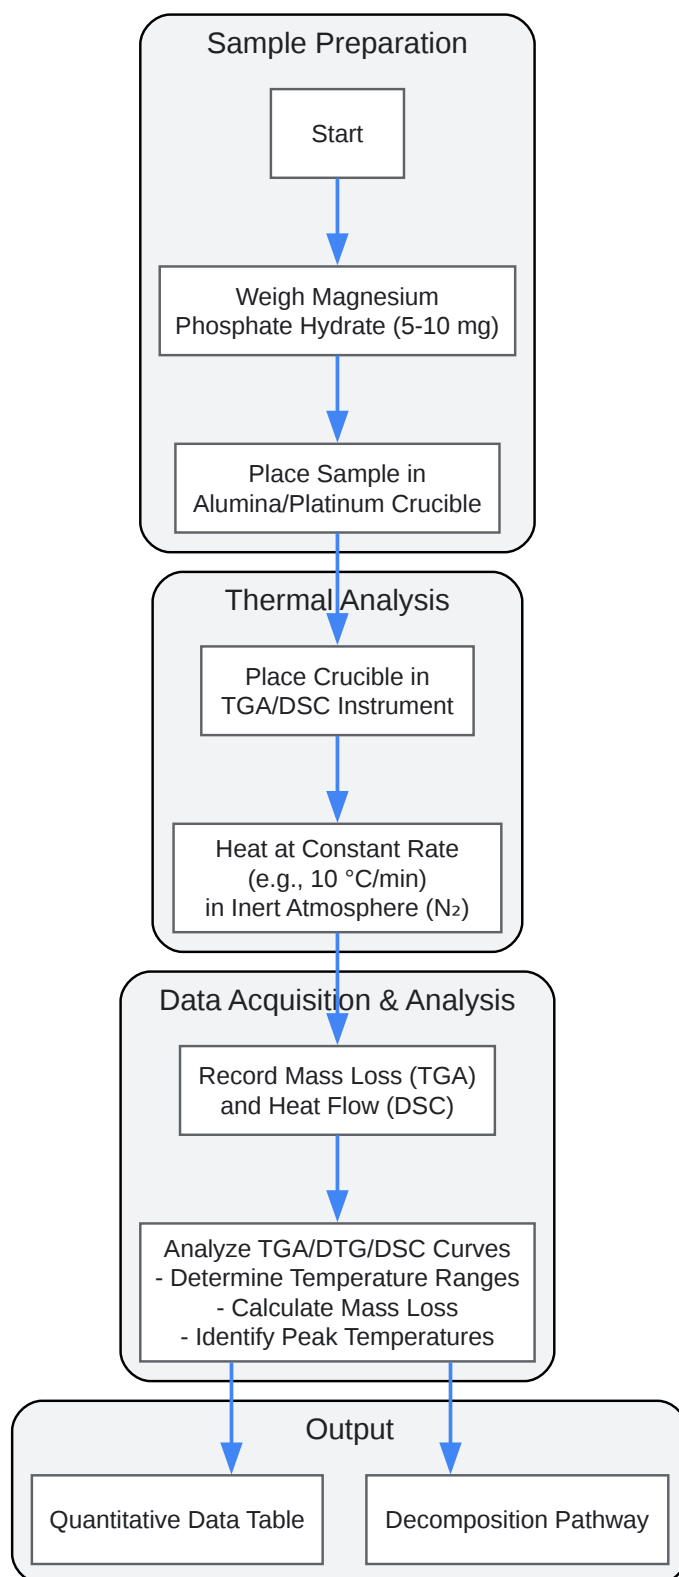 Sample Preparation
Start
Weigh Magnesium
Phosphate Hydrate (5-10 mg)
Place Sample in
Alumina/Platinum Crucible
Thermal Analysis
Place Crucible in
TGA/DSC Instrument
Heat at Constant Rate
(e.g., 10 °C/min)
in Inert Atmosphere (N₂)
Data Acquisition & Analysis
Record Mass Loss (TGA)
and Heat Flow (DSC)
Analyze TGA/DTG/DSC Curves
- Determine Temperature Ranges
- Calculate Mass Loss
- Identify Peak Temperatures
Output
Quantitative Data Table
Decomposition Pathway